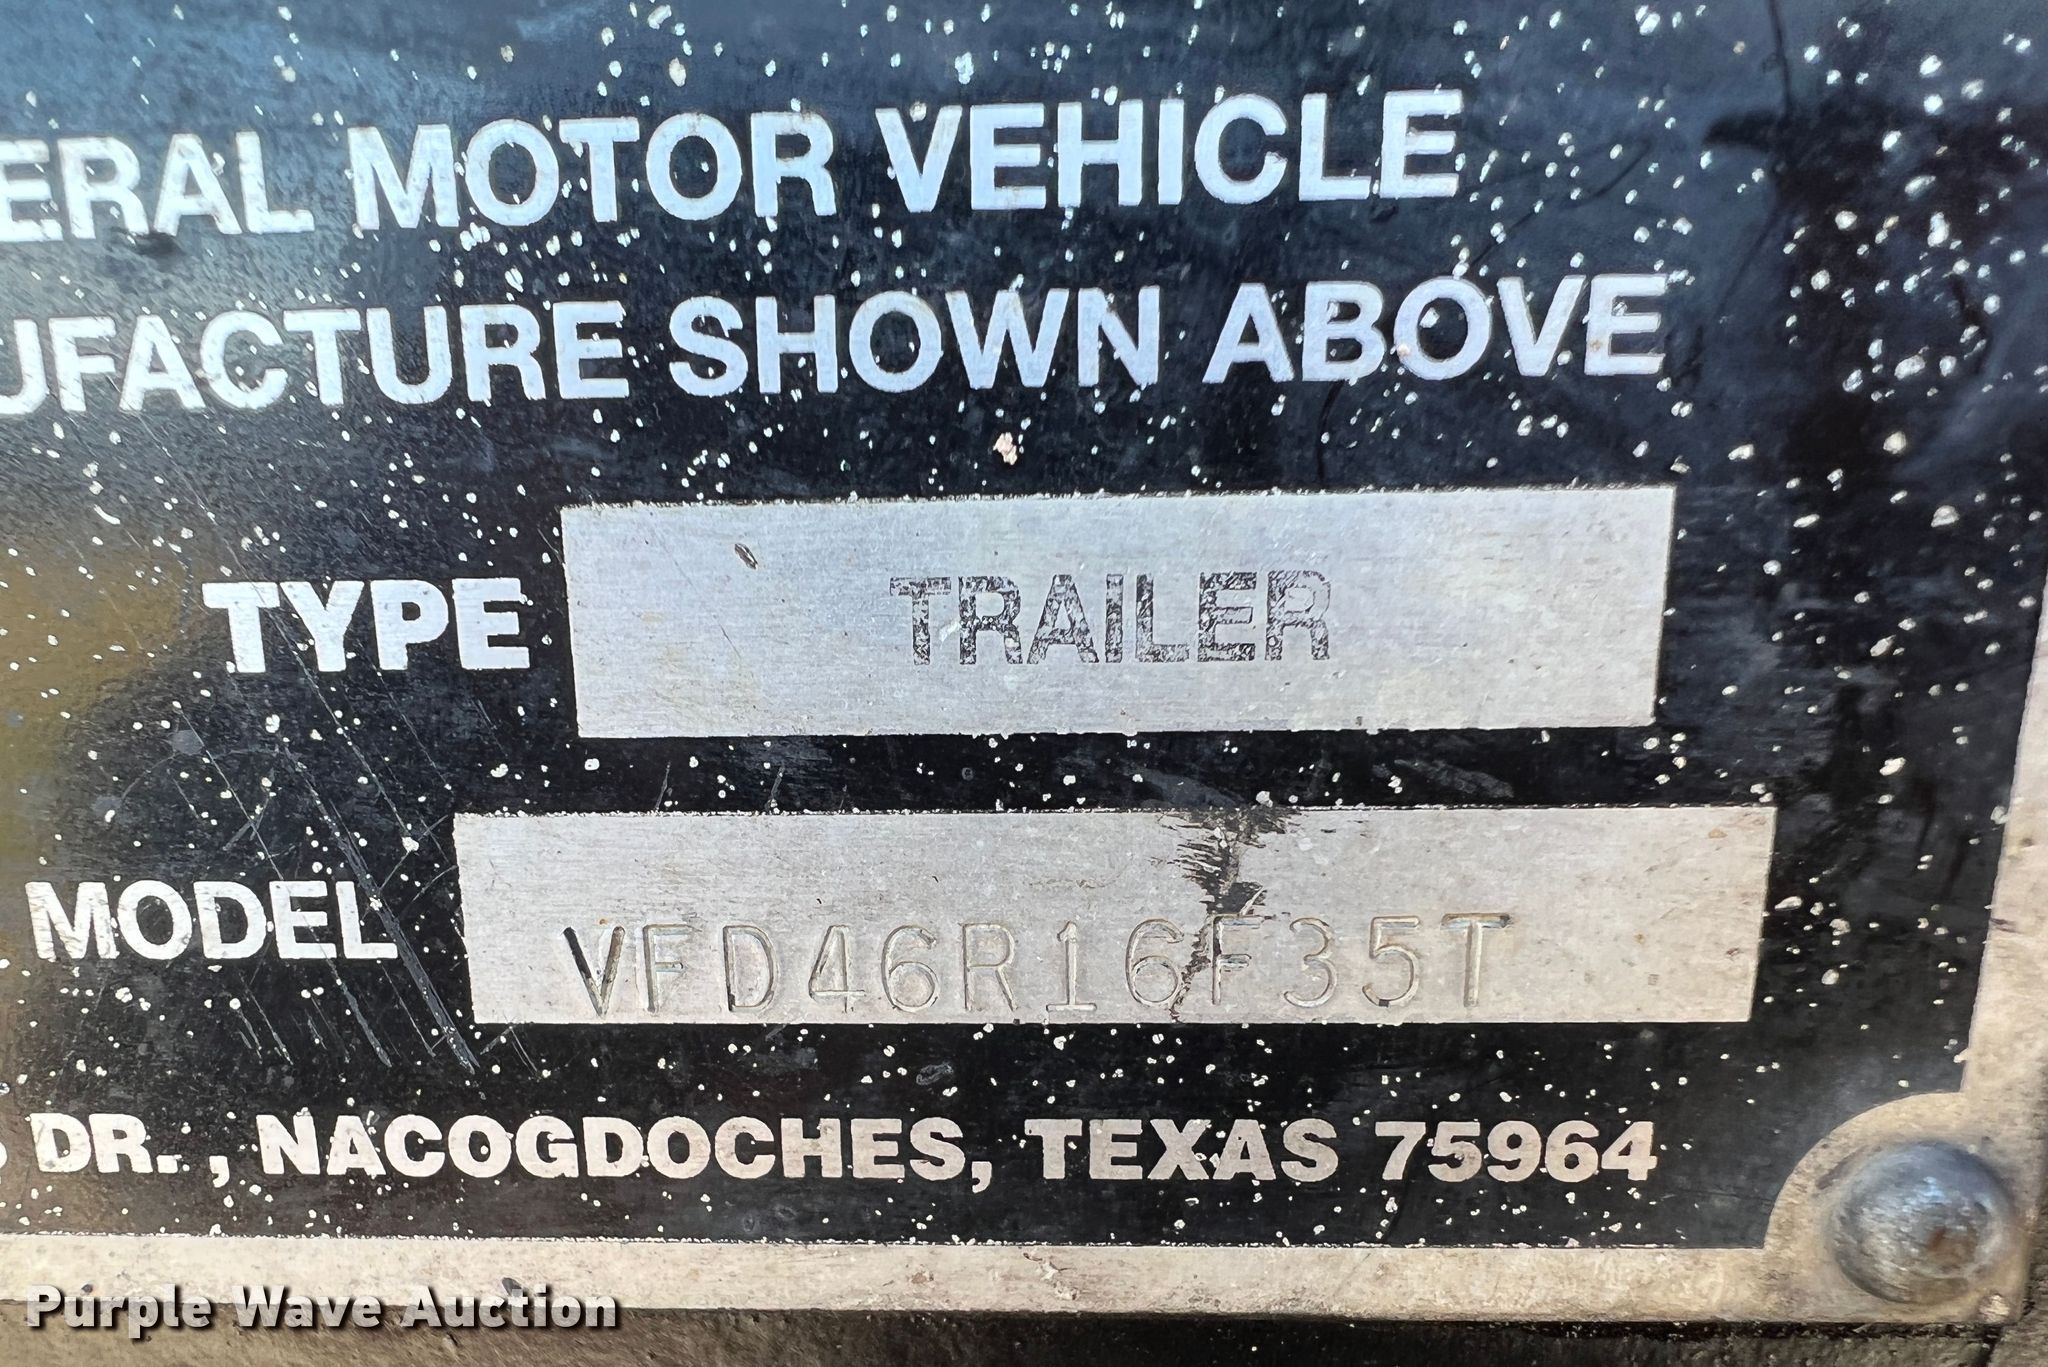 ERAL MOTOR VEHICLE
UFACTURE SHOWN ABOVE
TYPE TRAILER
MODEL VFD46R16F35T
DR., NACOGDOCHES, TEXAS 75964
Purple Wave Auction